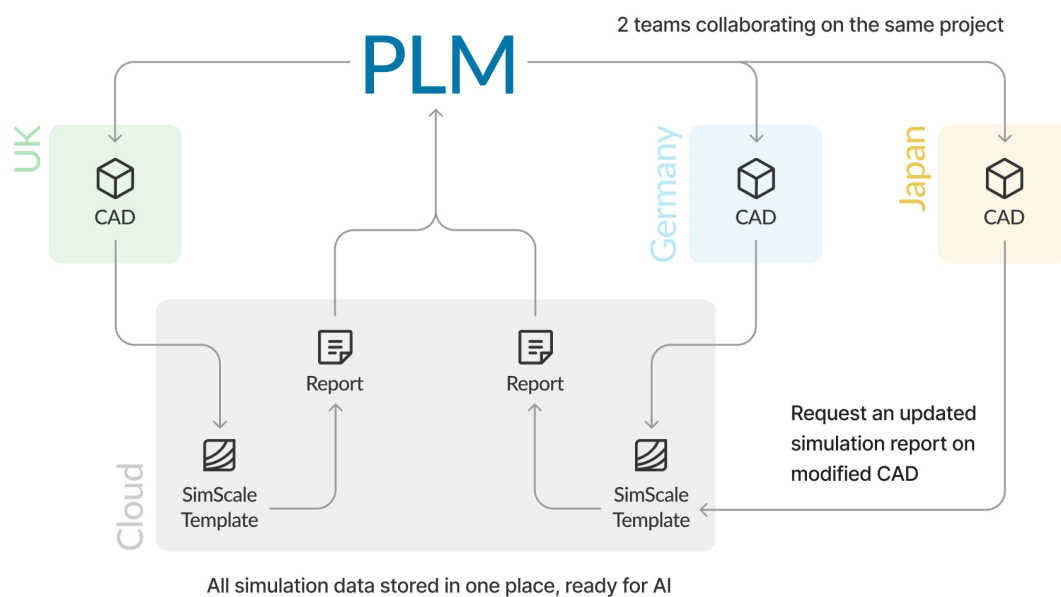 2 teams collaborating on the same project
PLM
UK
CAD
Germany
CAD
Japan
CAD
Report
Report
SimScale
Template
SimScale
Template
Request an updated
simulation report on
modified CAD
Cloud
All simulation data stored in one place, ready for AI